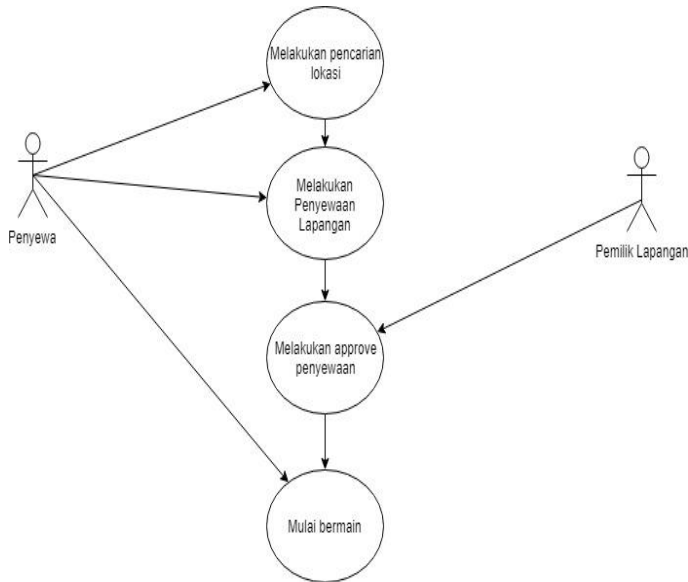 Melakukan pencarian
lokasi
Penyewa
Melakukan
Penyewaan
Lapangan
Pemilik Lapangan
Melakukan approve
penyewaan
Mulai bermain